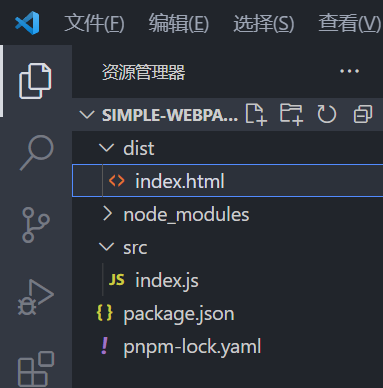 文件(F) 编辑(E) 选择(S) 查看(V)
资源管理器
SIMPLE-WEBPA...
dist
<> index.html
node_modules
src
JS index.js
{} package.json
! pnpm-lock.yaml